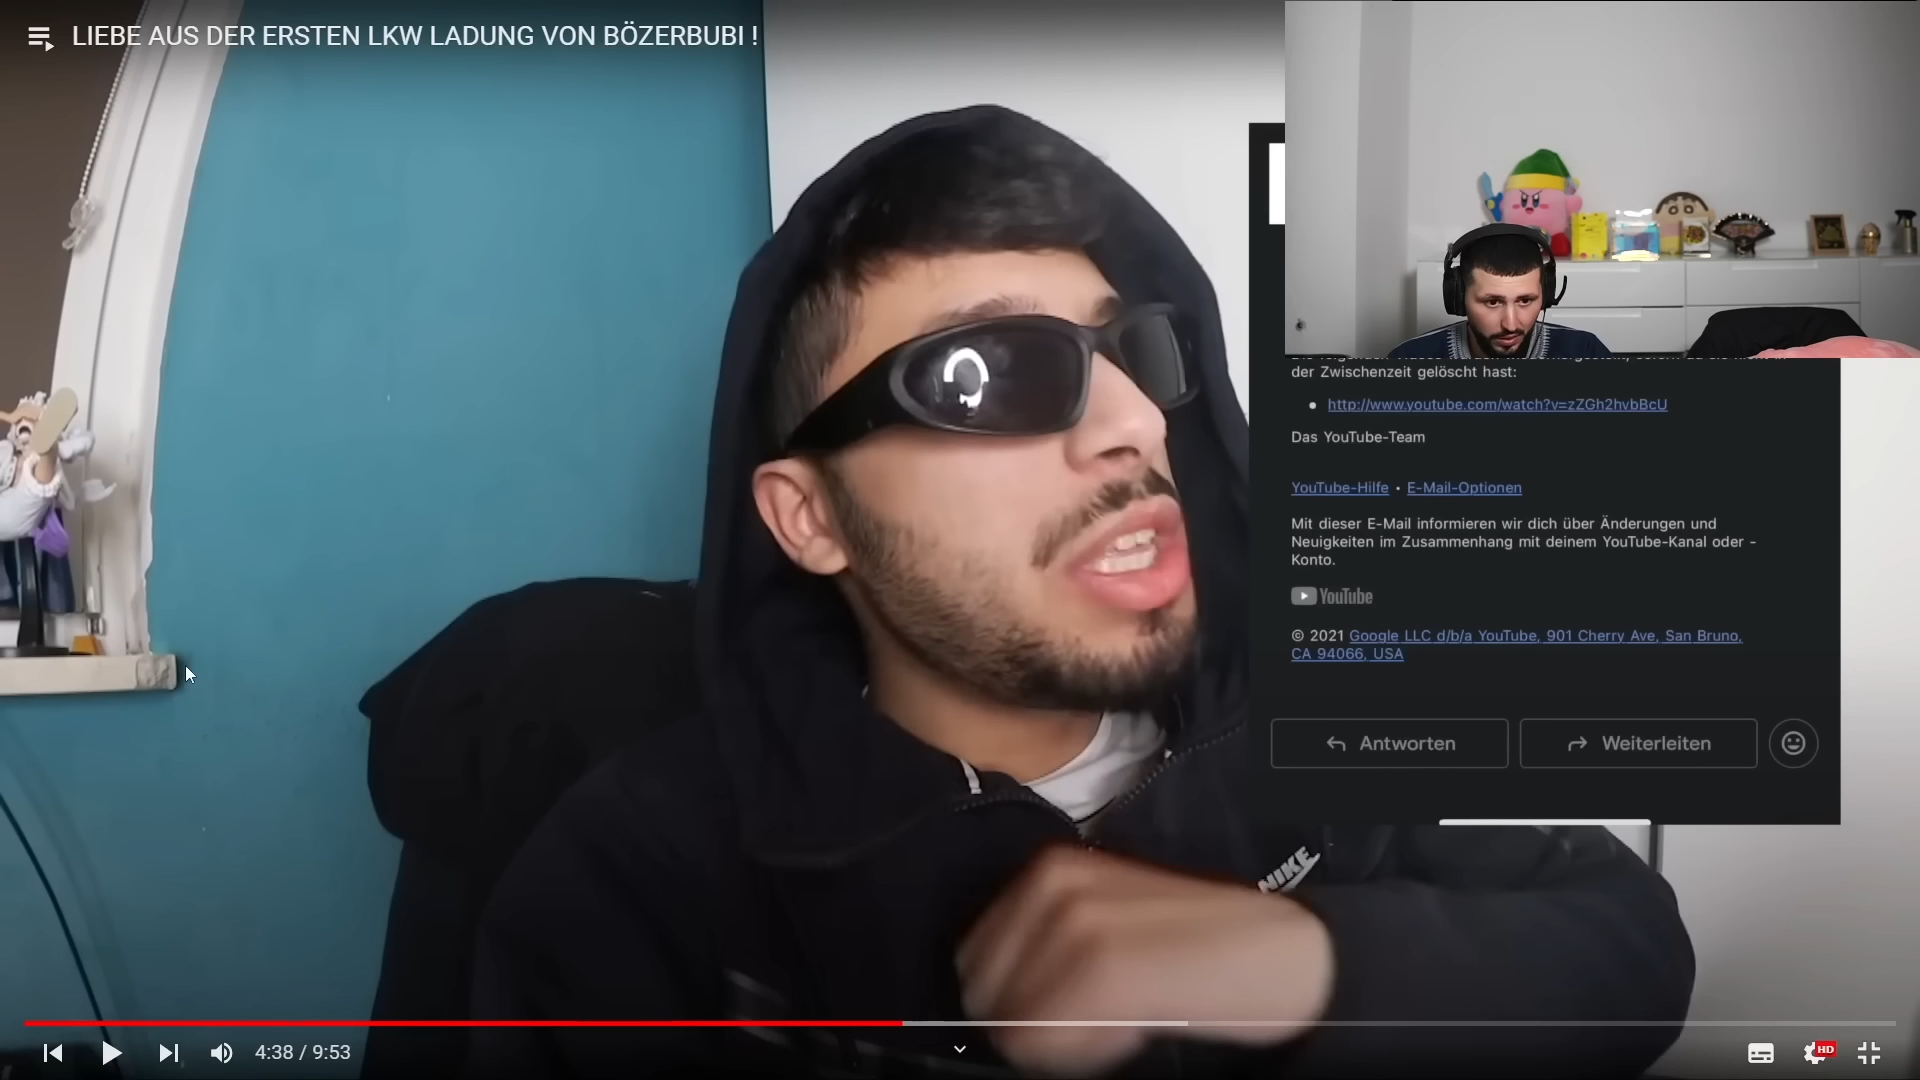 LIEBE AUS DER ERSTEN LKW LADUNG VON BÖZERBUBI !
der Zwischenzeit gelöscht hast:
http://www.youtube.com/watch?v=zZGh2hvbBcU
Das YouTube-Team
YouTube-Hilfe • E-Mail-Optionen
Mit dieser E-Mail informieren wir dich über Änderungen und
Neuigkeiten im Zusammenhang mit deinem YouTube-Kanal oder -
Konto.
YouTube
© 2021 Google LLC d/b/a YouTube, 901 Cherry Ave, San Bruno,
CA 94066, USA
Antworten
Weiterleiten
NIKE
4:38 / 9:53
HD